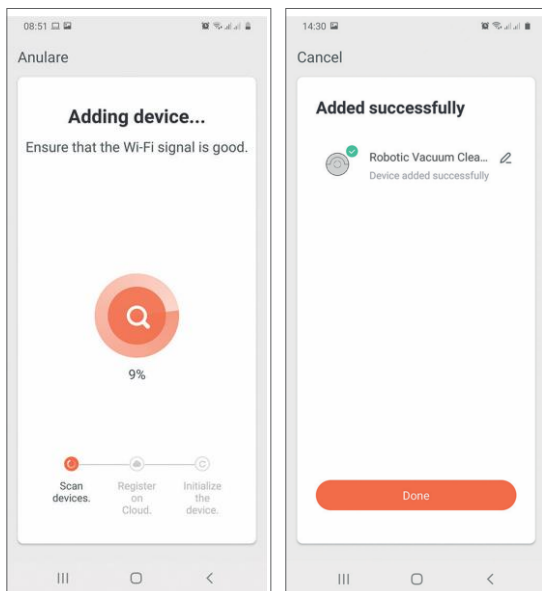 08:51
Anulare
Adding device...
Ensure that the Wi-Fi signal is good.
9%
Scan devices.
Register on Cloud.
Initialize the device.
14:30
Cancel
Added successfully
Robotic Vacuum Clea...
Device added successfully
Done